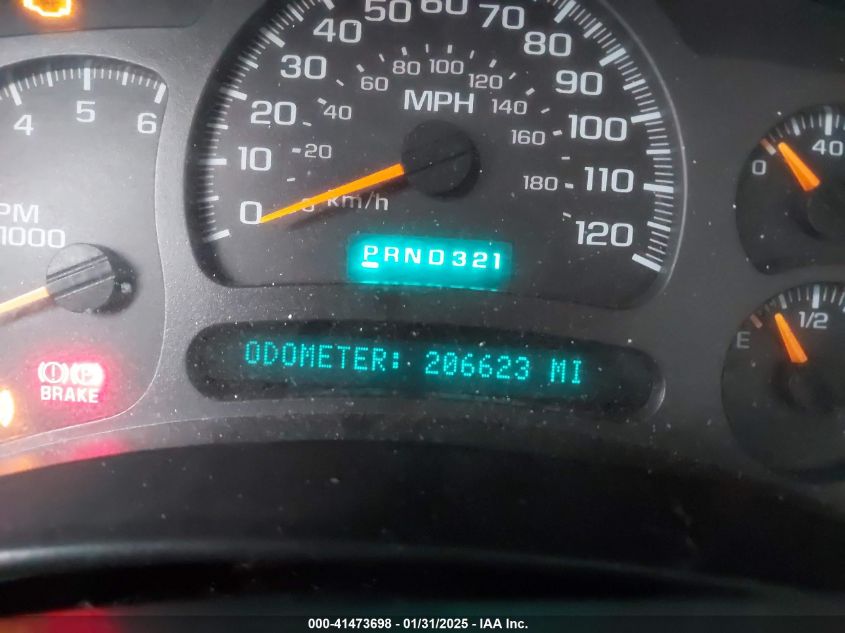 50 60 70
40 80
30 90
60 80 100 120
MPH
20 40 140 100
4 5 6
10 20 160
180 110
0 km/h
120
PM
1000
PRND321
0 40
E 1/2
ODOMETER: 206623 MI
BRAKE
000-41473698 - 01/31/2025 - IAA Inc.